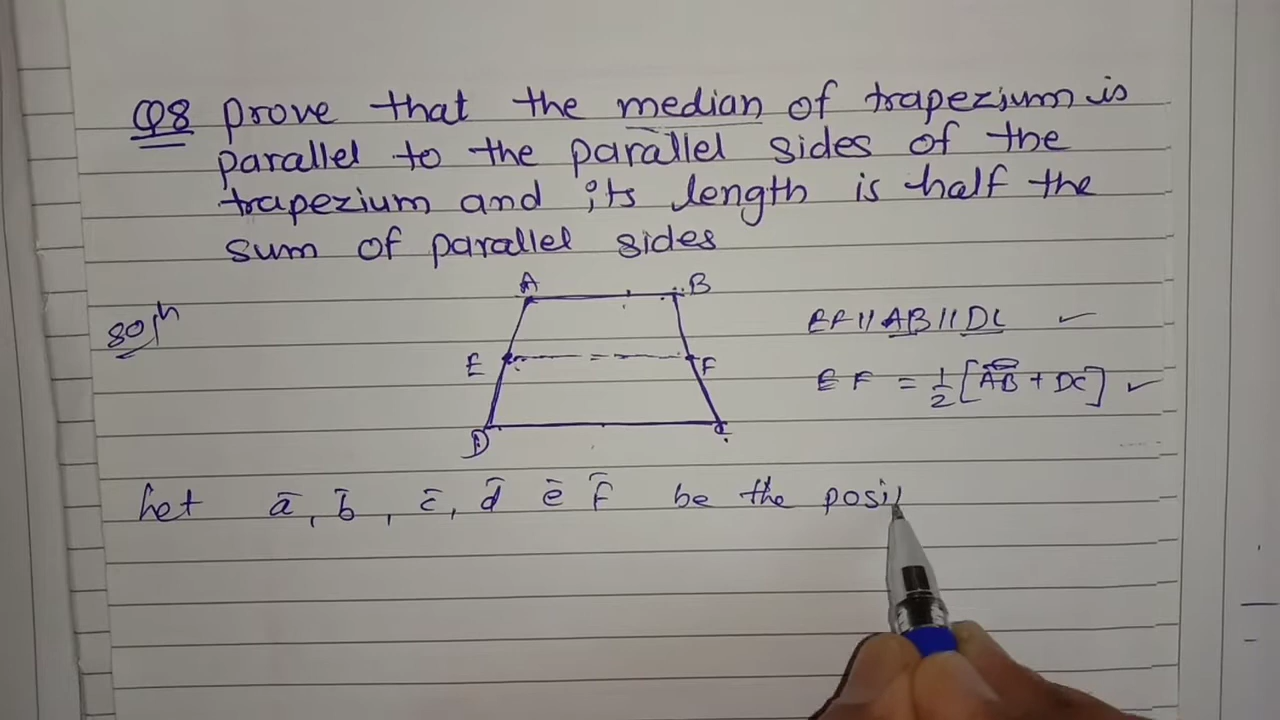 Q8 prove that the median of trapezium is
parallel to the parallel sides of the
trapezium and its length is half the
sum of parallel sides
Solⁿ
A
B
E
F
D
C
EF || AB || DC ✓
EF = 1/2 [AB + DC] ✓
Let a̅, b̅, c̅, d̅ e̅ f̅ be the posi